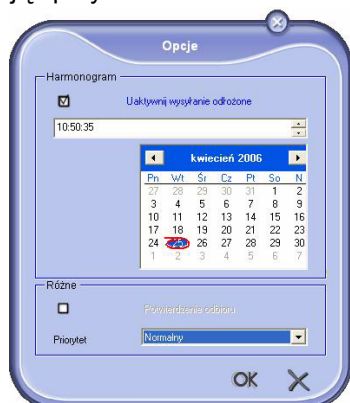 Opcje
Harmonogram
Uaktywnij wysyłanie odłożone
10:50:35
kwiecień 2006
Pn Wt Śr Cz Pt So N
27 28 29 30 31 1 2
3 4 5 6 7 8 9
10 11 12 13 14 15 16
17 18 19 20 21 22 23
24 25 26 27 28 29 30
1 2 3 4 5 6 7
Różne
Potwierdzenie odbioru
Priorytet Normalny
OK